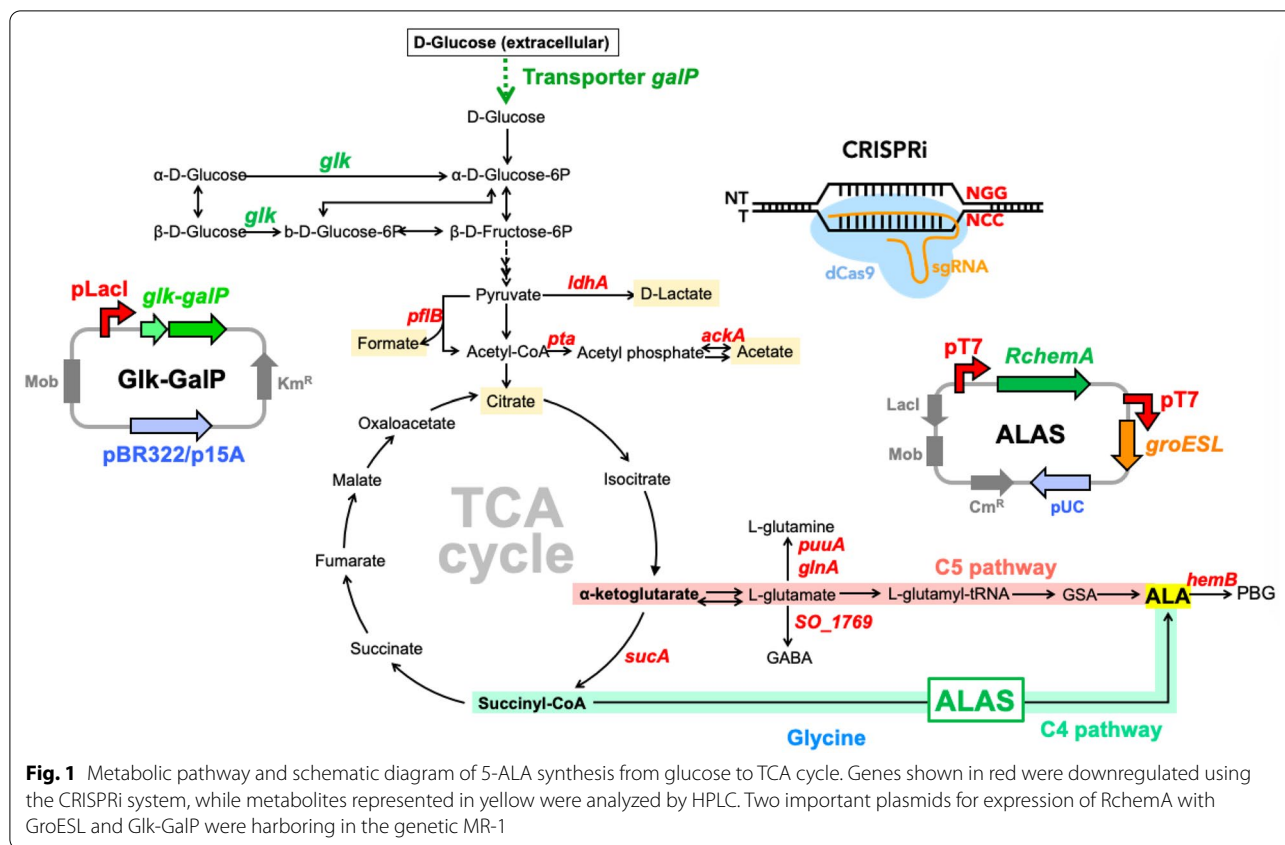 D-Glucose (extracellular)
Transporter galP
D-Glucose
glk
α-D-Glucose
α-D-Glucose-6P
glk
β-D-Glucose
b-D-Glucose-6P
β-D-Fructose-6P
CRISPRi
NT
T
NGG
NCC
dCas9
sgRNA
pLacI
glk-galP
Mob
Glk-GalP
KmR
pBR322/p15A
Pyruvate
ldhA
D-Lactate
pflB
Formate
Acetyl-CoA
pta
Acetyl phosphate
ackA
Acetate
Citrate
Oxaloacetate
Isocitrate
Malate
TCA
cycle
Fumarate
Succinate
pT7
RchemA
pT7
LacI
ALAS
Mob
groESL
CmR
pUC
L-glutamine
puuA
glnA
C5 pathway
α-ketoglutarate
L-glutamate
L-glutamyl-tRNA
GSA
ALA
hemB
PBG
SO_1769
GABA
sucA
Succinyl-CoA
ALAS
Glycine
C4 pathway
Fig. 1 Metabolic pathway and schematic diagram of 5-ALA synthesis from glucose to TCA cycle. Genes shown in red were downregulated using
the CRISPRi system, while metabolites represented in yellow were analyzed by HPLC. Two important plasmids for expression of RchemA with
GroESL and Glk-GalP were harboring in the genetic MR-1